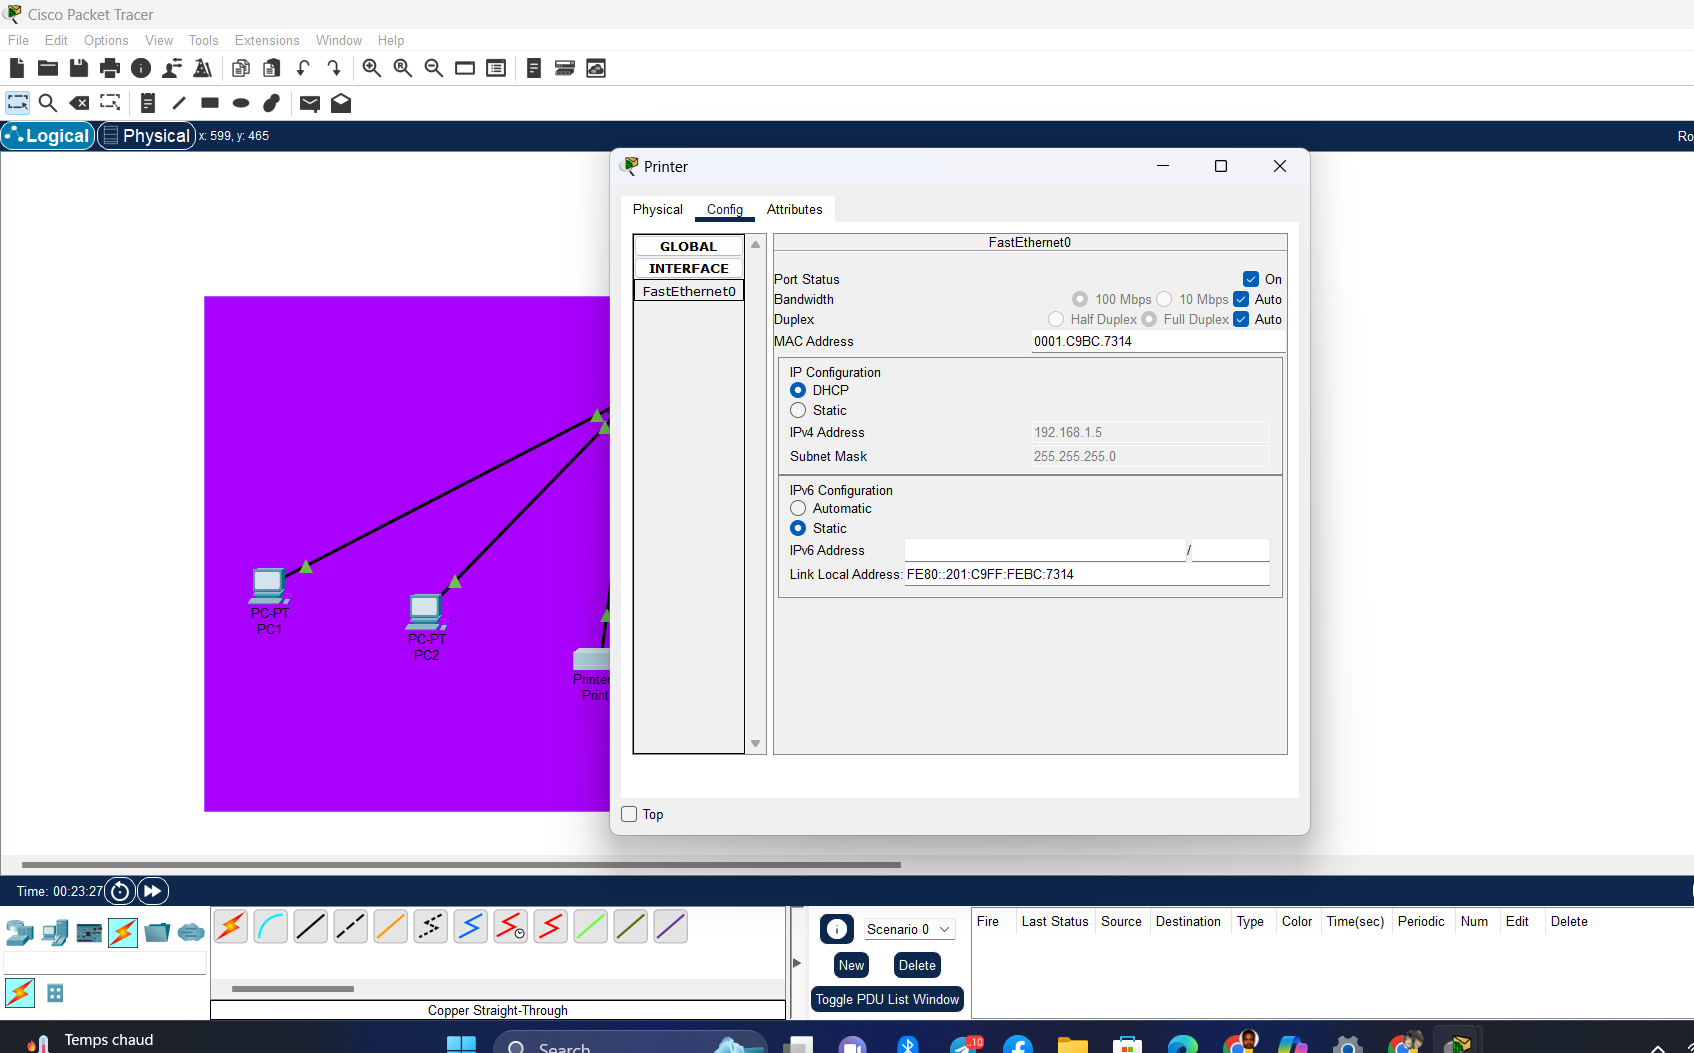 Cisco Packet Tracer
File Edit Options View Tools Extensions Window Help
Logical Physical x: 599, y: 465
Printer
Physical Config Attributes
GLOBAL
INTERFACE
FastEthernet0
FastEthernet0
Port Status On
Bandwidth 100 Mbps 10 Mbps Auto
Duplex Half Duplex Full Duplex Auto
MAC Address 0001.C9BC.7314
IP Configuration
DHCP
Static
IPv4 Address 192.168.1.5
Subnet Mask 255.255.255.0
IPv6 Configuration
Automatic
Static
IPv6 Address /
Link Local Address: FE80::201:C9FF:FEBC:7314
Top
PC-PT
PC1
PC-PT
PC2
Printer
Print
Time: 00:23:27
Copper Straight-Through
Scenario 0
New Delete
Toggle PDU List Window
Fire Last Status Source Destination Type Color Time(sec) Periodic Num Edit Delete
Temps chaud
Search
..10